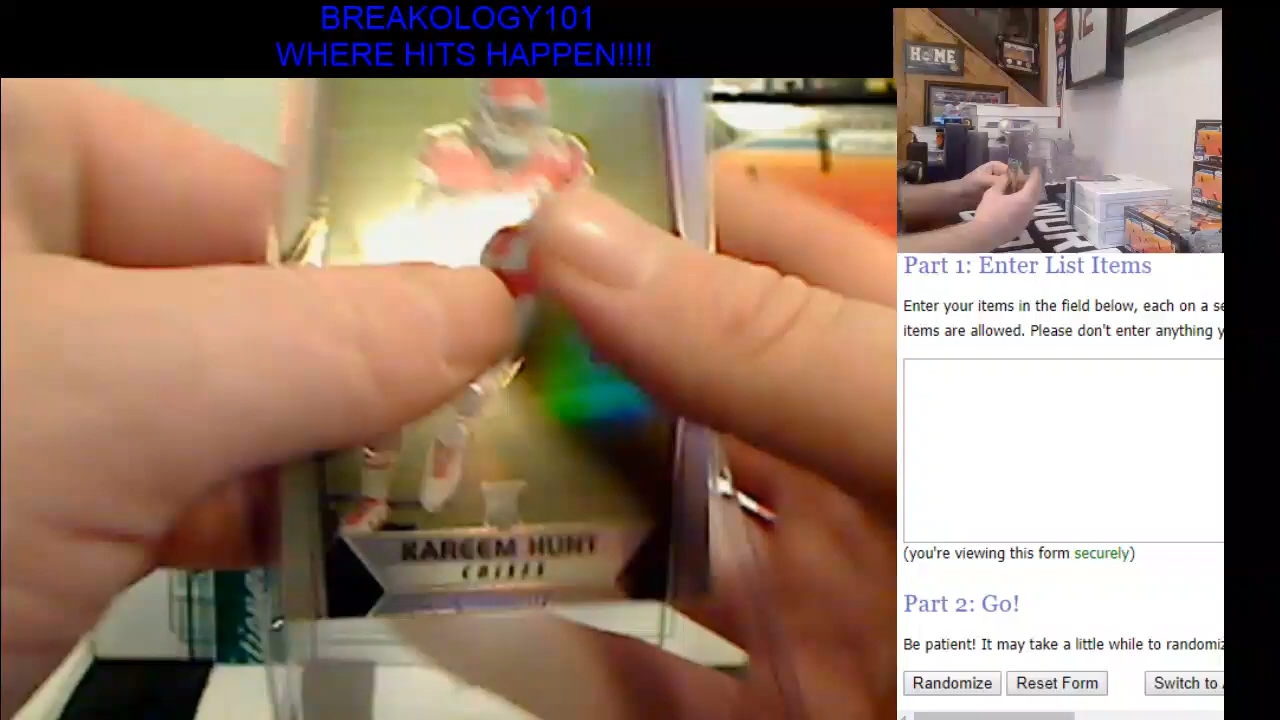 BREAKOLOGY101
WHERE HITS HAPPEN!!!!
HOME
KAREEM HUNT
CHIEFS
Part 1: Enter List Items
Enter your items in the field below, each on a se
items are allowed. Please don't enter anything y
(you're viewing this form securely)
Part 2: Go!
Be patient! It may take a little while to randomiz
Randomize
Reset Form
Switch to